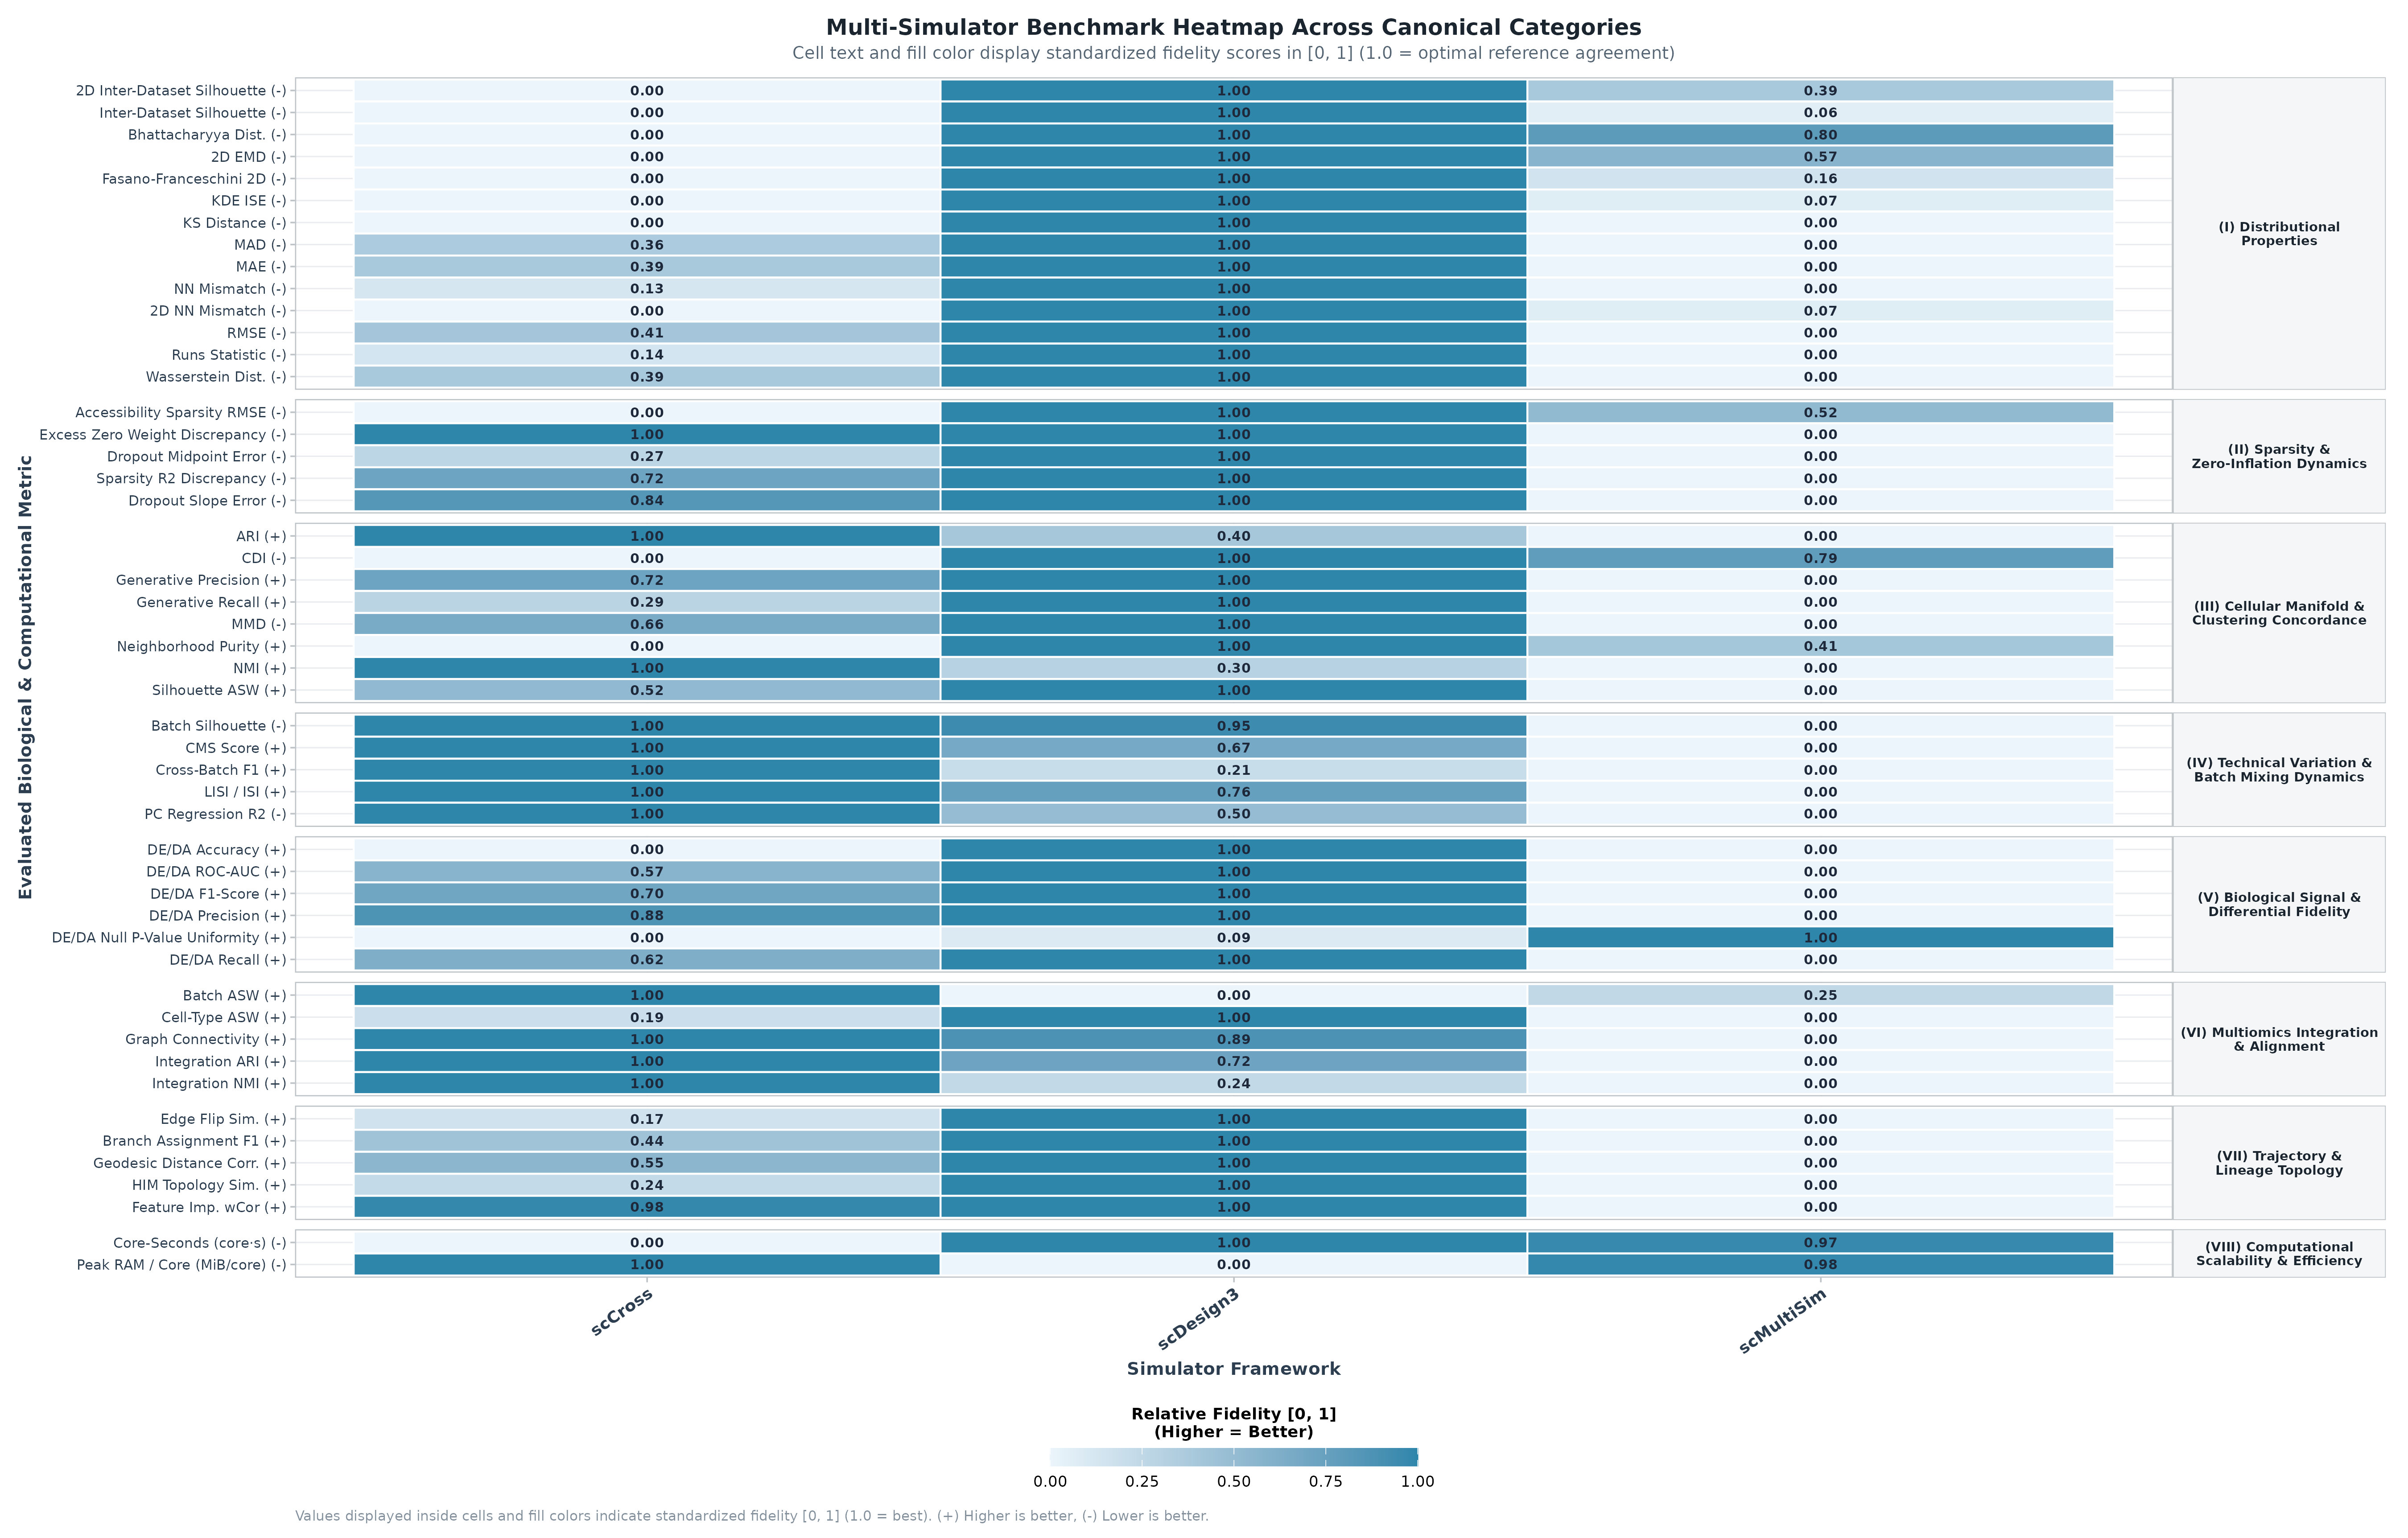 Multi-Simulator Benchmark Heatmap Across Canonical Categories
Cell text and fill color display standardized fidelity scores in [0, 1] (1.0 = optimal reference agreement)
Evaluated Biological & Computational Metric
2D Inter-Dataset Silhouette (-) 0.00 1.00 0.39
Inter-Dataset Silhouette (-) 0.00 1.00 0.06
Bhattacharyya Dist. (-) 0.00 1.00 0.80
2D EMD (-) 0.00 1.00 0.57
Fasano-Franceschini 2D (-) 0.00 1.00 0.16
KDE ISE (-) 0.00 1.00 0.07
KS Distance (-) 0.00 1.00 0.00
MAD (-) 0.36 1.00 0.00
MAE (-) 0.39 1.00 0.00
NN Mismatch (-) 0.13 1.00 0.00
2D NN Mismatch (-) 0.00 1.00 0.07
RMSE (-) 0.41 1.00 0.00
Runs Statistic (-) 0.14 1.00 0.00
Wasserstein Dist. (-) 0.39 1.00 0.00
(I) Distributional
Properties
Accessibility Sparsity RMSE (-) 0.00 1.00 0.52
Excess Zero Weight Discrepancy (-) 1.00 1.00 0.00
Dropout Midpoint Error (-) 0.27 1.00 0.00
Sparsity R2 Discrepancy (-) 0.72 1.00 0.00
Dropout Slope Error (-) 0.84 1.00 0.00
(II) Sparsity &
Zero-Inflation Dynamics
ARI (+) 1.00 0.40 0.00
CDI (-) 0.00 1.00 0.79
Generative Precision (+) 0.72 1.00 0.00
Generative Recall (+) 0.29 1.00 0.00
MMD (-) 0.66 1.00 0.00
Neighborhood Purity (+) 0.00 1.00 0.41
NMI (+) 1.00 0.30 0.00
Silhouette ASW (+) 0.52 1.00 0.00
(III) Cellular Manifold &
Clustering Concordance
Batch Silhouette (-) 1.00 0.95 0.00
CMS Score (+) 1.00 0.67 0.00
Cross-Batch F1 (+) 1.00 0.21 0.00
LISI / ISI (+) 1.00 0.76 0.00
PC Regression R2 (-) 1.00 0.50 0.00
(IV) Technical Variation &
Batch Mixing Dynamics
DE/DA Accuracy (+) 0.00 1.00 0.00
DE/DA ROC-AUC (+) 0.57 1.00 0.00
DE/DA F1-Score (+) 0.70 1.00 0.00
DE/DA Precision (+) 0.88 1.00 0.00
DE/DA Null P-Value Uniformity (+) 0.00 0.09 1.00
DE/DA Recall (+) 0.62 1.00 0.00
(V) Biological Signal &
Differential Fidelity
Batch ASW (+) 1.00 0.00 0.25
Cell-Type ASW (+) 0.19 1.00 0.00
Graph Connectivity (+) 1.00 0.89 0.00
Integration ARI (+) 1.00 0.72 0.00
Integration NMI (+) 1.00 0.24 0.00
(VI) Multiomics Integration
& Alignment
Edge Flip Sim. (+) 0.17 1.00 0.00
Branch Assignment F1 (+) 0.44 1.00 0.00
Geodesic Distance Corr. (+) 0.55 1.00 0.00
HIM Topology Sim. (+) 0.24 1.00 0.00
Feature Imp. wCor (+) 0.98 1.00 0.00
(VII) Trajectory &
Lineage Topology
Core-Seconds (core·s) (-) 0.00 1.00 0.97
Peak RAM / Core (MiB/core) (-) 1.00 0.00 0.98
(VIII) Computational
Scalability & Efficiency
scCross scDesign3 scMultiSim
Simulator Framework
Relative Fidelity [0, 1]
(Higher = Better)
0.00 0.25 0.50 0.75 1.00
Values displayed inside cells and fill colors indicate standardized fidelity [0, 1] (1.0 = best). (+) Higher is better, (-) Lower is better.